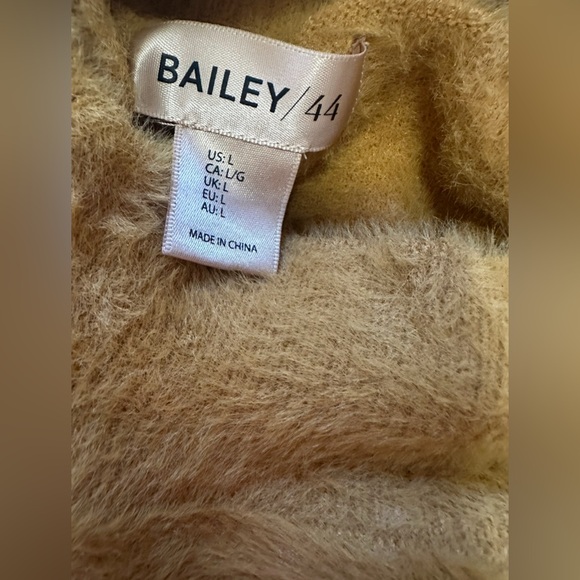 BAILEY/44
US: L
CA: L/G
UK: L
EU: L
AU: L
MADE IN CHINA